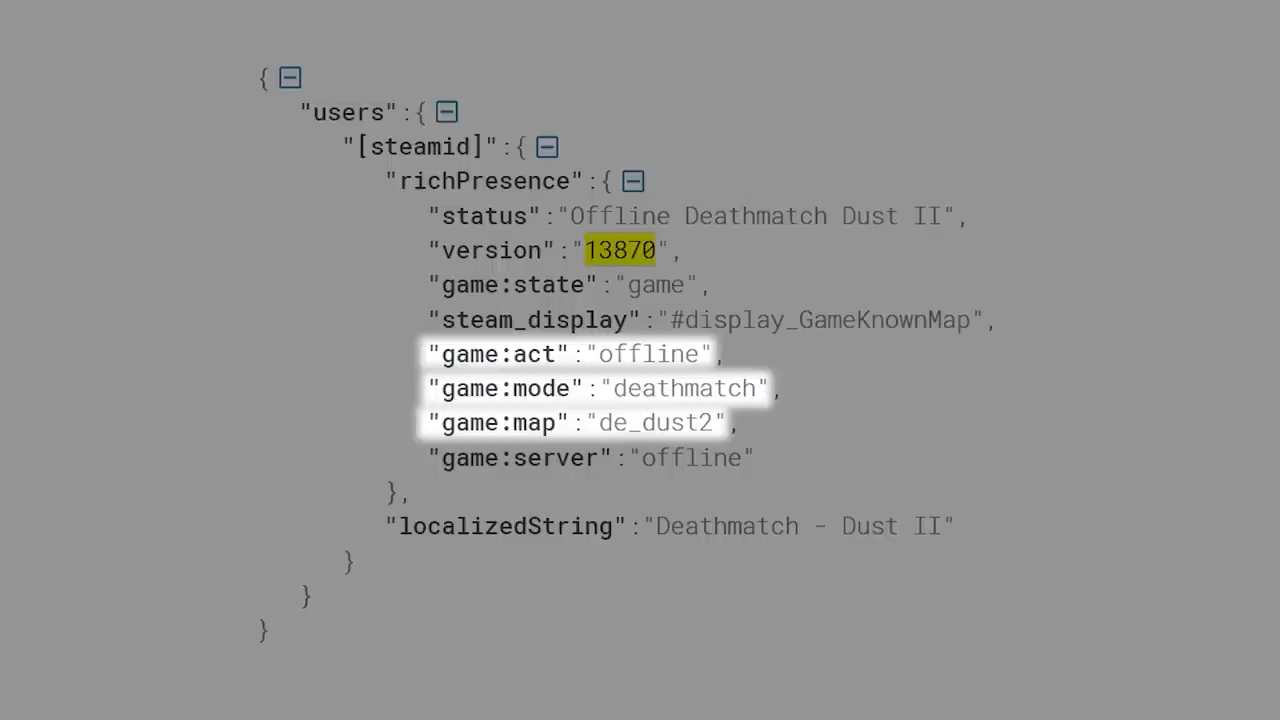 {
"users":{
"[steamid]":{
"richPresence":{
"status":"Offline Deathmatch Dust II",
"version":"13870",
"game:state":"game",
"steam_display":"#display_GameKnownMap",
"game:act":"offline",
"game:mode":"deathmatch",
"game:map":"de_dust2",
"game:server":"offline"
},
"localizedString":"Deathmatch - Dust II"
}
}
}